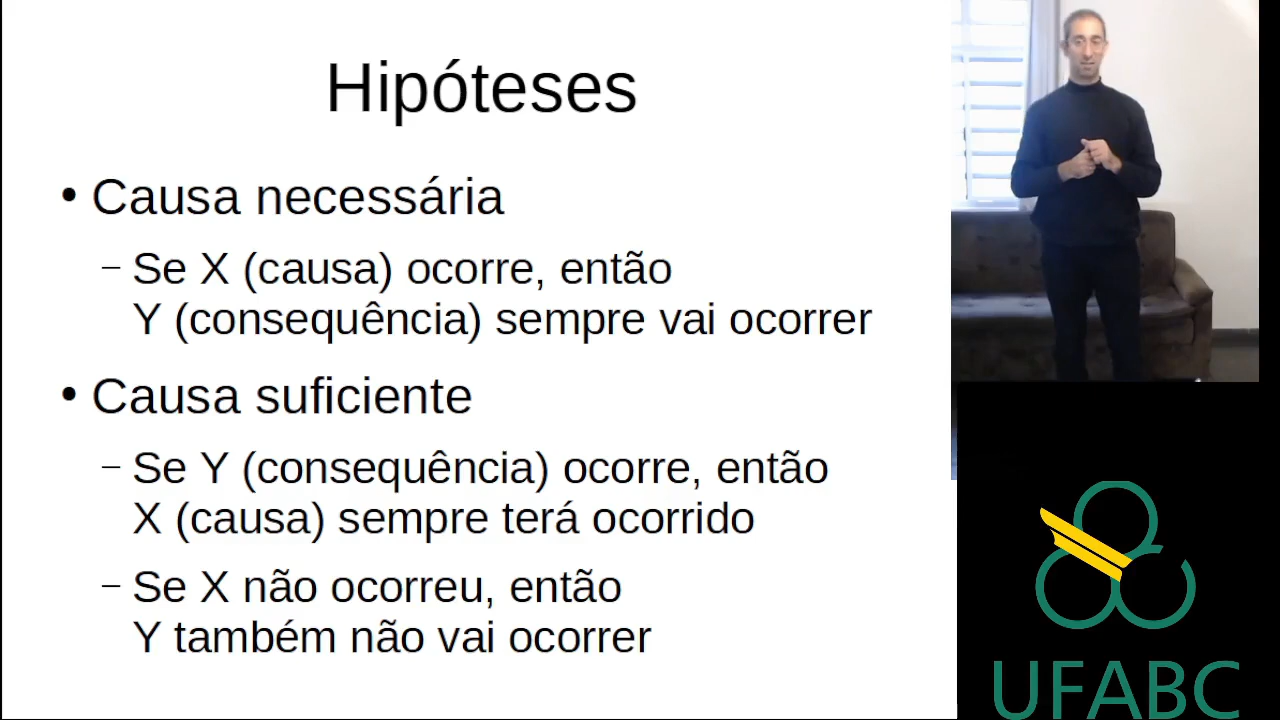 Hipóteses
• Causa necessária
– Se X (causa) ocorre, então
Y (consequência) sempre vai ocorrer
• Causa suficiente
– Se Y (consequência) ocorre, então
X (causa) sempre terá ocorrido
– Se X não ocorreu, então
Y também não vai ocorrer
UFABC